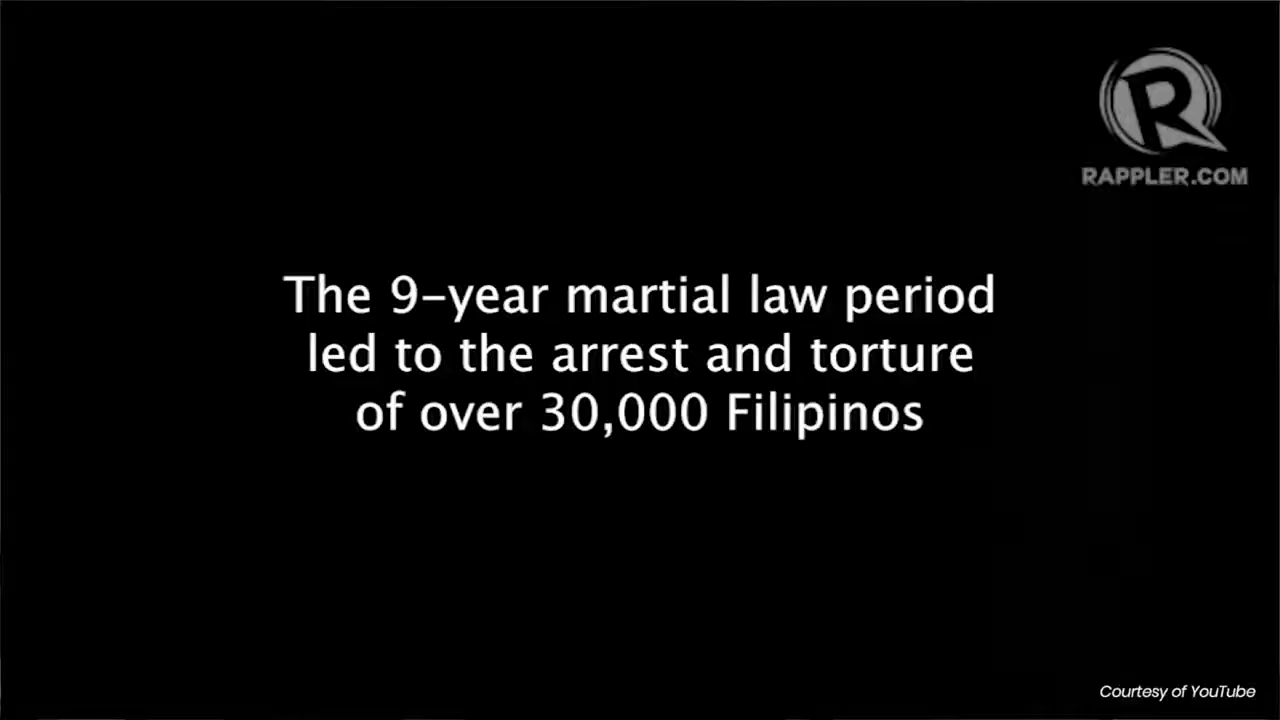 RAPPLER.COM
The 9-year martial law period
led to the arrest and torture
of over 30,000 Filipinos
Courtesy of YouTube